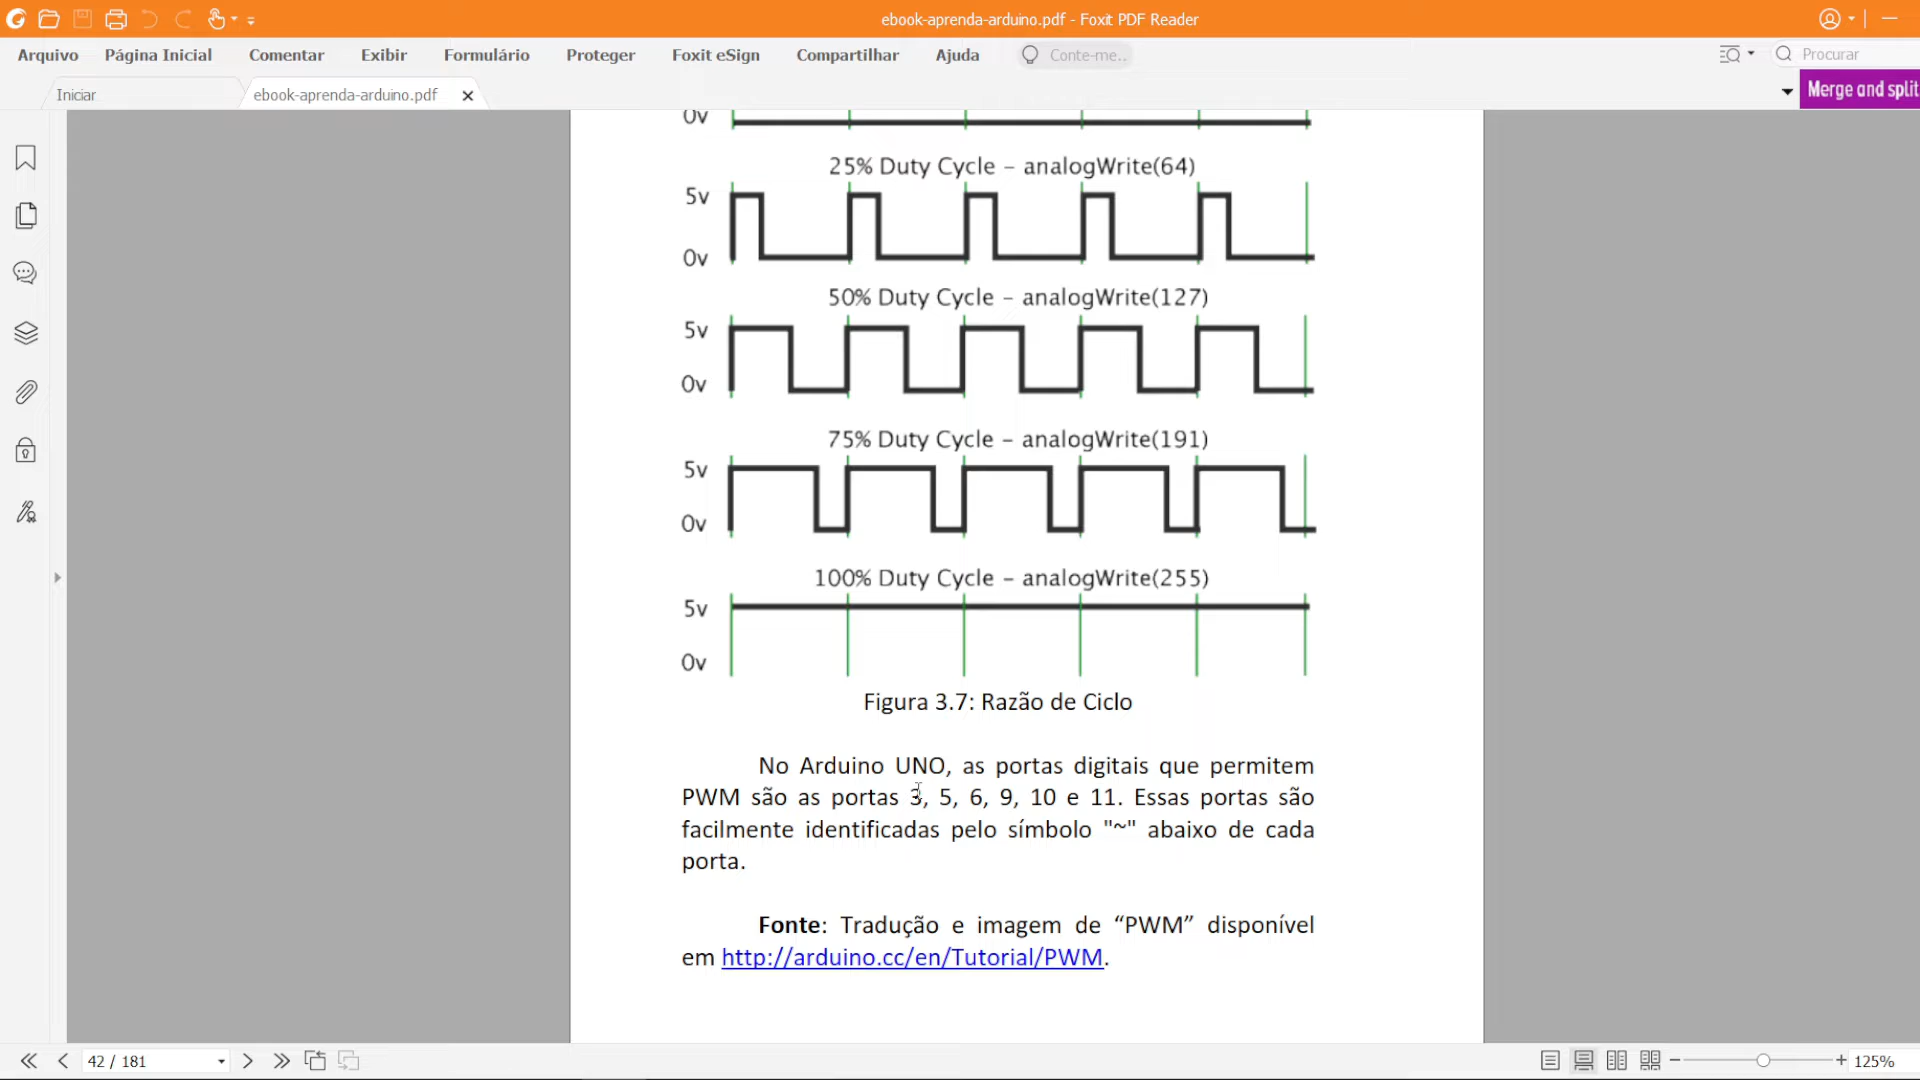 ebook-aprenda-arduino.pdf - Foxit PDF Reader
Arquivo Página Inicial Comentar Exibir Formulário Proteger Foxit eSign Compartilhar Ajuda Conte-me.. Procurar
Iniciar ebook-aprenda-arduino.pdf Merge and split
0v
25% Duty Cycle – analogWrite(64)
5v
0v
50% Duty Cycle – analogWrite(127)
5v
0v
75% Duty Cycle – analogWrite(191)
5v
0v
100% Duty Cycle – analogWrite(255)
5v
0v
Figura 3.7: Razão de Ciclo
No Arduino UNO, as portas digitais que permitem
PWM são as portas 3, 5, 6, 9, 10 e 11. Essas portas são
facilmente identificadas pelo símbolo "~" abaixo de cada
porta.
Fonte: Tradução e imagem de “PWM” disponível
em http://arduino.cc/en/Tutorial/PWM.
42 / 181 125%